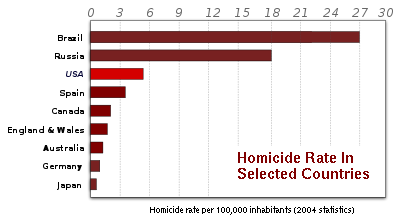 0 3 6 9 12 15 18 21 24 27 30
Brazil
Russia
USA
Spain
Canada
England & Wales
Australia
Germany
Japan
Homicide Rate In
Selected Countries
Homicide rate per 100,000 inhabitants (2004 statistics)